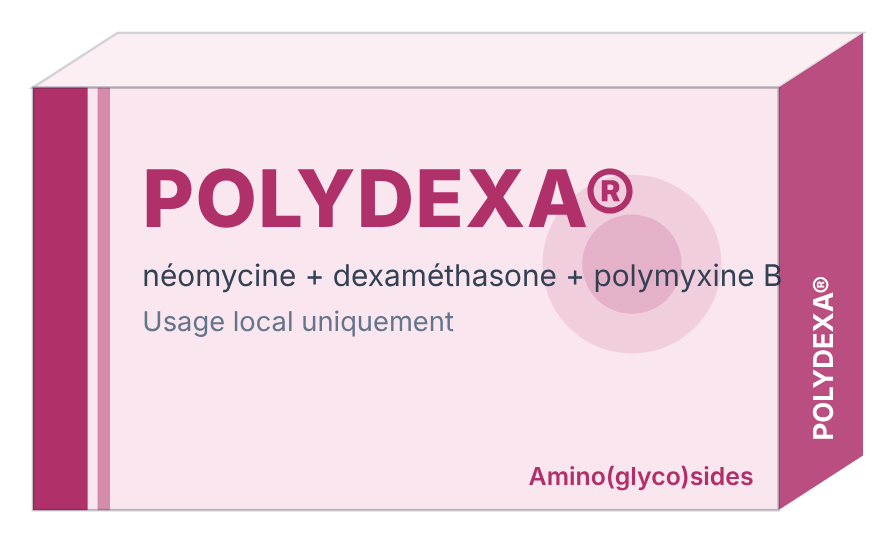 POLYDEXA®
néomycine + dexaméthasone + polymyxine B
Usage local uniquement
Amino(glyco)sides
POLYDEXA®